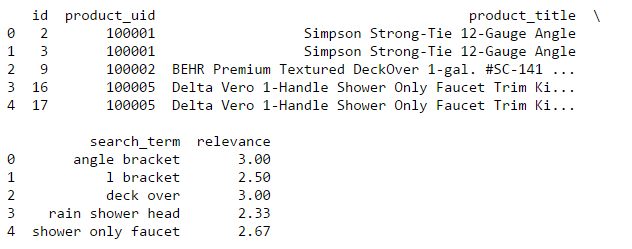 id product_uid product_title \
0 2 100001 Simpson Strong-Tie 12-Gauge Angle
1 3 100001 Simpson Strong-Tie 12-Gauge Angle
2 9 100002 BEHR Premium Textured DeckOver 1-gal. #SC-141 ...
3 16 100005 Delta Vero 1-Handle Shower Only Faucet Trim Ki...
4 17 100005 Delta Vero 1-Handle Shower Only Faucet Trim Ki...
search_term relevance
0 angle bracket 3.00
1 l bracket 2.50
2 deck over 3.00
3 rain shower head 2.33
4 shower only faucet 2.67